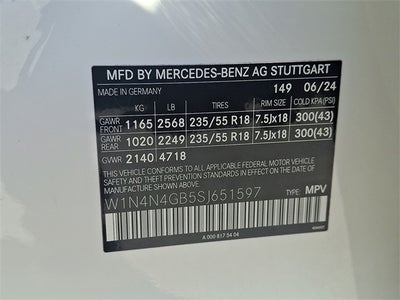 MFD BY MERCEDES-BENZ AG STUTTGART
MADE IN GERMANY 149 06/24
TIRES RIM SIZE COLD KPA(PSI)
KG LB
GAWR FRONT 1165 2568 235/55 R18 7.5Jx18 300(43)
GAWR REAR 1020 2249 235/55 R18 7.5Jx18 300(43)
GVWR 2140 4718
THIS VEHICLE CONFORMS TO ALL APPLICABLE FEDERAL MOTOR VEHICLE
SAFETY, BUMPER AND THEFT PREVENTION STANDARDS IN EFFECT ON THE DATE
OF MANUFACTURE SHOWN ABOVE.
W1N4N4GB5SJ651597 TYPE: MPV
A 000 817 54 04